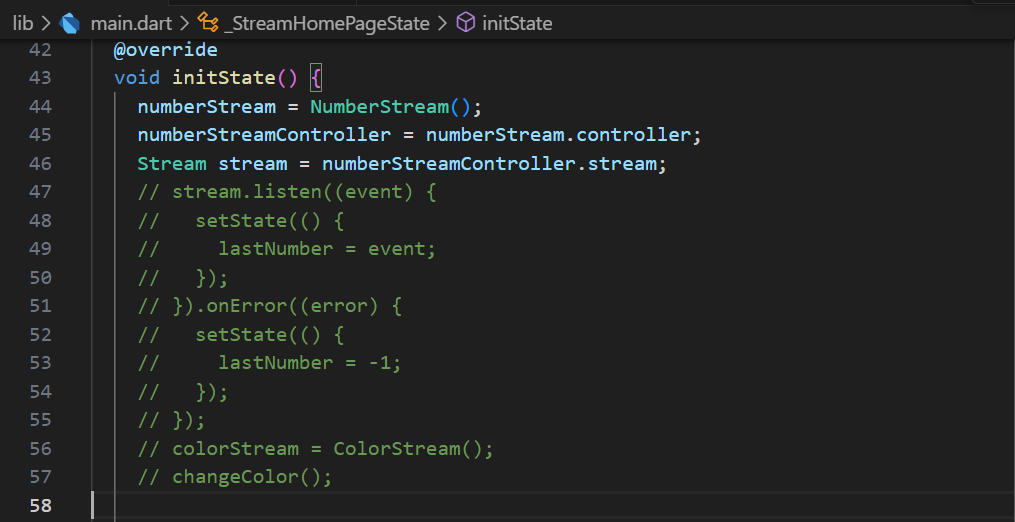 lib > main.dart > _StreamHomePageState > initState
42 @override
43 void initState() {
44 numberStream = NumberStream();
45 numberStreamController = numberStream.controller;
46 Stream stream = numberStreamController.stream;
47 // stream.listen((event) {
48 //   setState(() {
49 //     lastNumber = event;
50 //   });
51 // }).onError((error) {
52 //   setState(() {
53 //     lastNumber = -1;
54 //   });
55 // });
56 // colorStream = ColorStream();
57 // changeColor();
58